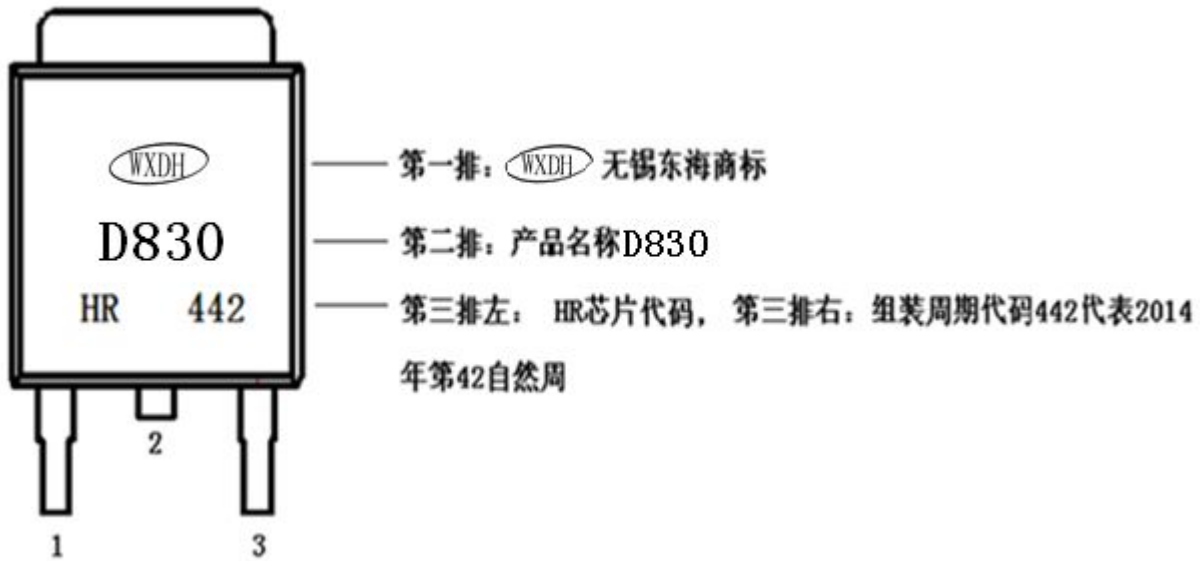 WXDH
D830
HR 442
1
2
3
第一排：WXDH 无锡东海商标
第二排：产品名称D830
第三排左： HR芯片代码， 第三排右：组装周期代码442代表2014
年第42自然周